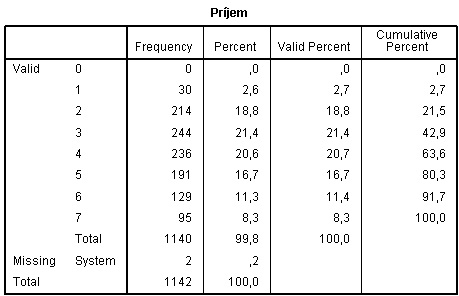 Príjem
Frequency Percent Valid Percent Cumulative Percent
Valid 0 0 ,0 ,0 ,0
1 30 2,6 2,7 2,7
2 214 18,8 18,8 21,5
3 244 21,4 21,4 42,9
4 236 20,6 20,7 63,6
5 191 16,7 16,7 80,3
6 129 11,3 11,4 91,7
7 95 8,3 8,3 100,0
Total 1140 99,8 100,0
Missing System 2 ,2
Total 1142 100,0